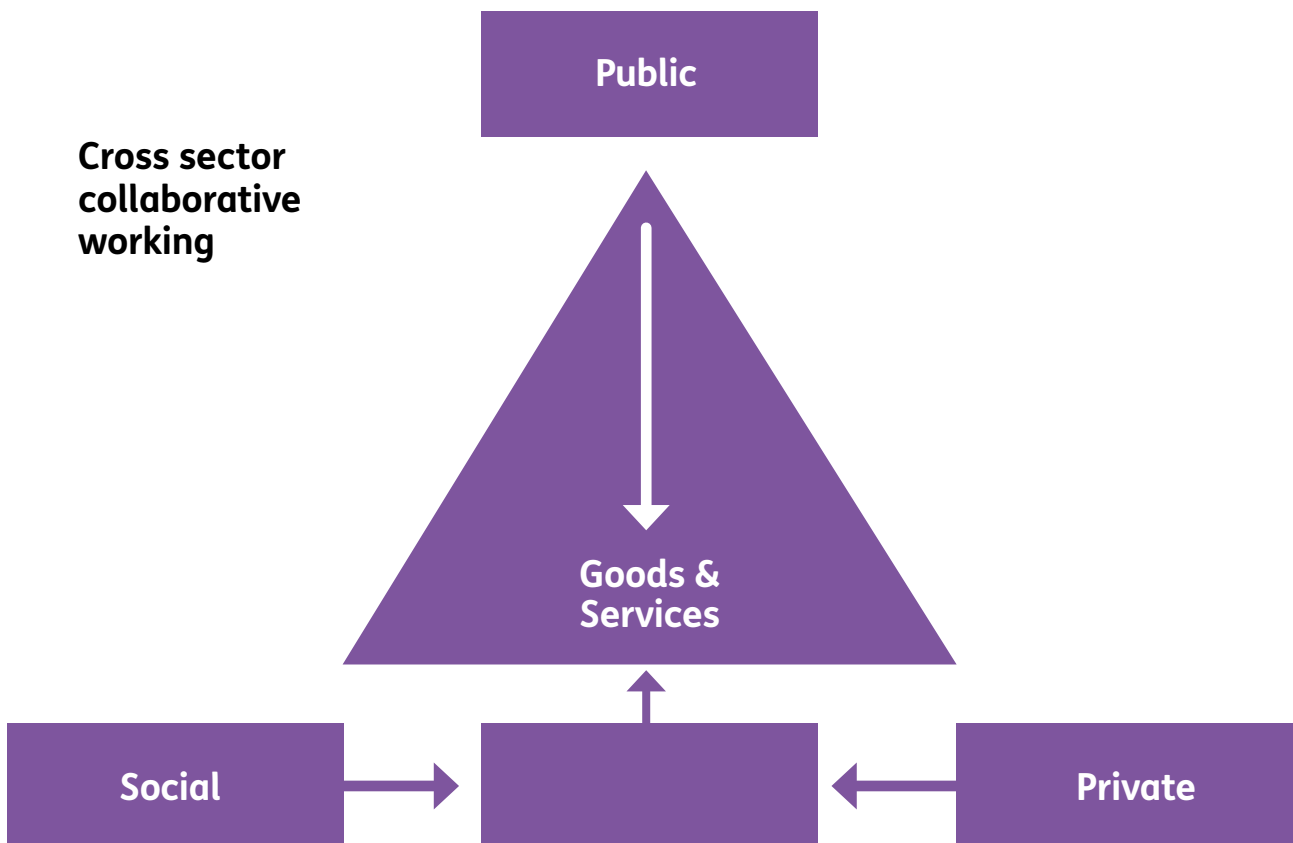 Public
Cross sector
collaborative
working
Goods &
Services
Social
Private